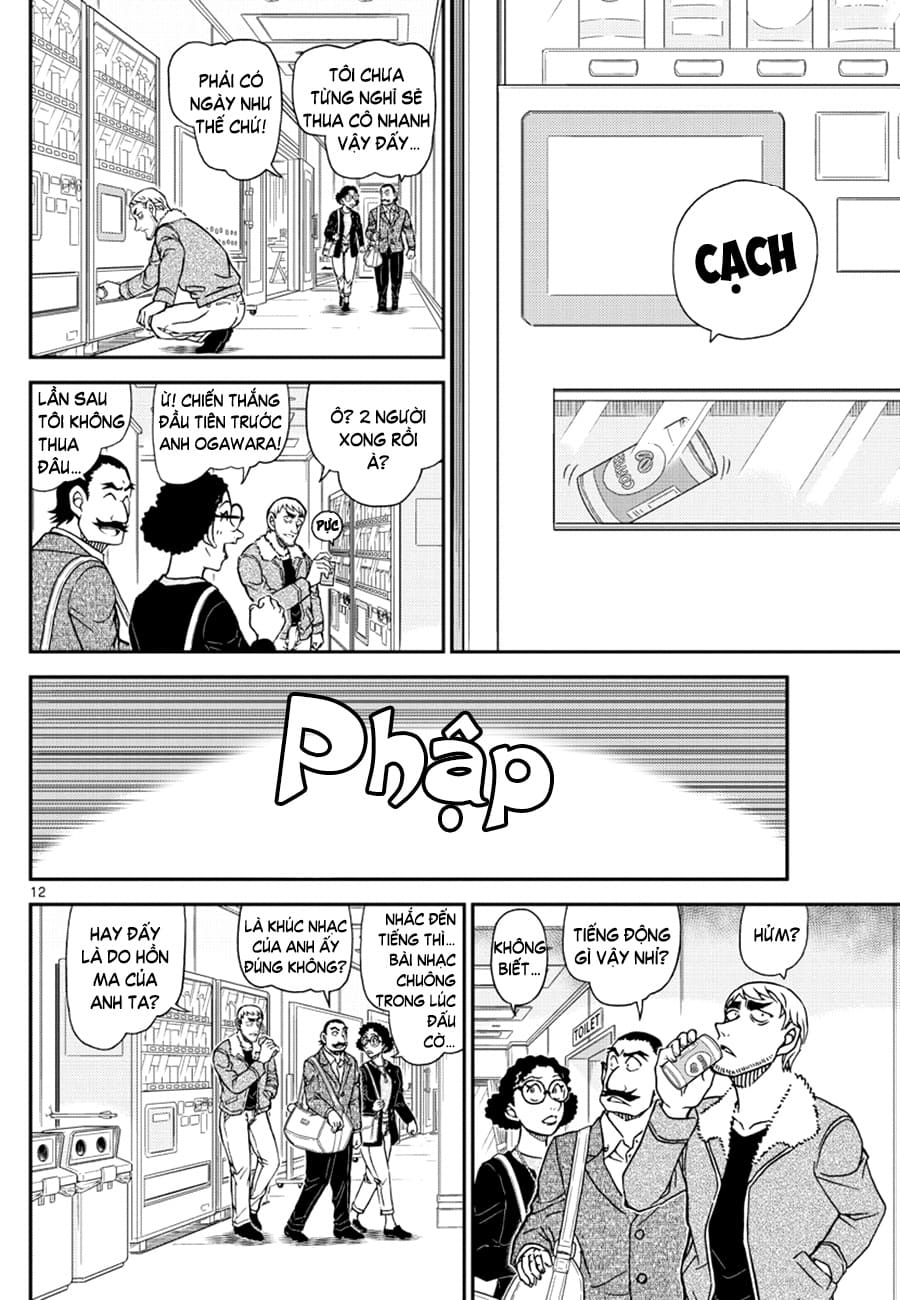 CẠCH
COFFEE
TÔI CHƯA
TỪNG NGHĨ SẼ
THUA CÔ NHANH
VẬY ĐẤY...
PHẢI CÓ
NGÀY NHƯ
THẾ CHỨ!
Ồ? 2 NGƯỜI
XONG RỒI
À?
PỰC
Ừ! CHIẾN THẮNG
ĐẦU TIÊN TRƯỚC
ANH OGAWARA!
LẦN SAU
TÔI KHÔNG
THUA
ĐÂU...
Phập
12
HỬM?
TIẾNG ĐỘNG
GÌ VẬY NHỈ?
KHÔNG
BIẾT...
TOILET
NHẮC ĐẾN
TIẾNG THÌ...
BÀI NHẠC
CHUÔNG
TRONG LÚC
ĐẤU
CỜ...
LÀ KHÚC NHẠC
CỦA ANH ẤY
ĐÚNG KHÔNG?
HAY ĐẤY
LÀ DO HỒN
MA CỦA
ANH TA?